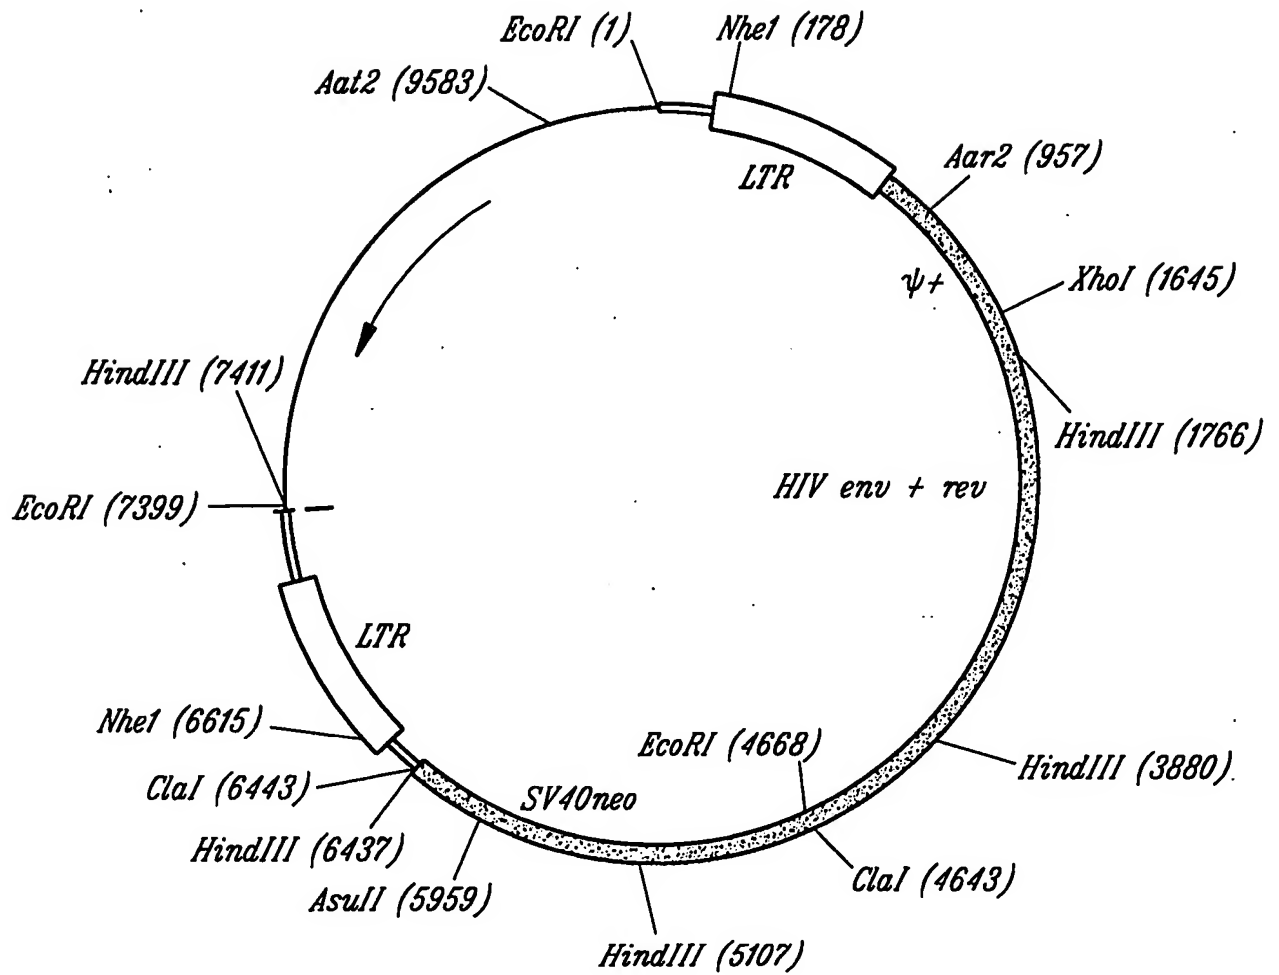 EcoRI (1)
Nhe1 (178)
Aat2 (9583)
LTR
Aar2 (957)
ψ+
XhoI (1645)
HindIII (7411)
HindIII (1766)
HIV env + rev
EcoRI (7399)
LTR
Nhe1 (6615)
EcoRI (4668)
HindIII (3880)
ClaI (6443)
SV40neo
HindIII (6437)
ClaI (4643)
AsuII (5959)
HindIII (5107)